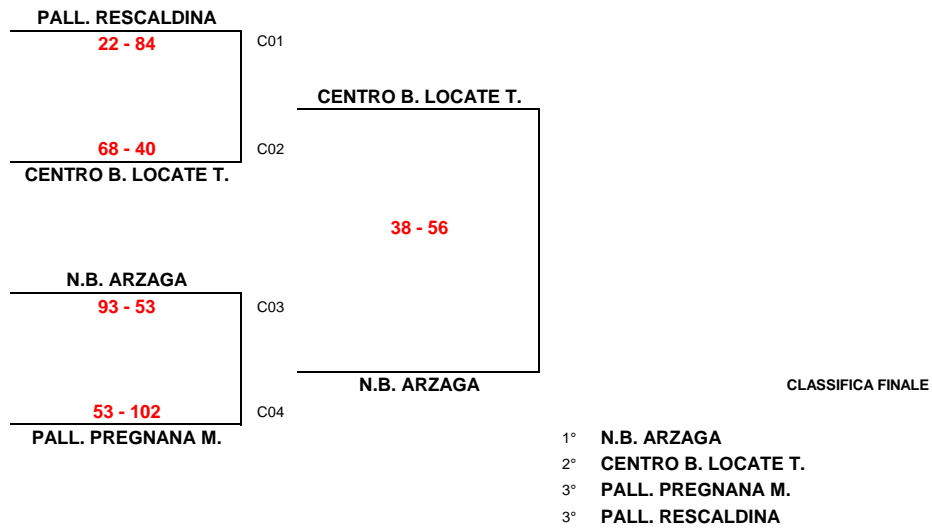 PALL. RESCALDINA
22 - 84
C01
CENTRO B. LOCATE T.
68 - 40
C02
CENTRO B. LOCATE T.
38 - 56
N.B. ARZAGA
93 - 53
C03
N.B. ARZAGA
CLASSIFICA FINALE
53 - 102
C04
PALL. PREGNANA M.
1° N.B. ARZAGA
2° CENTRO B. LOCATE T.
3° PALL. PREGNANA M.
3° PALL. RESCALDINA